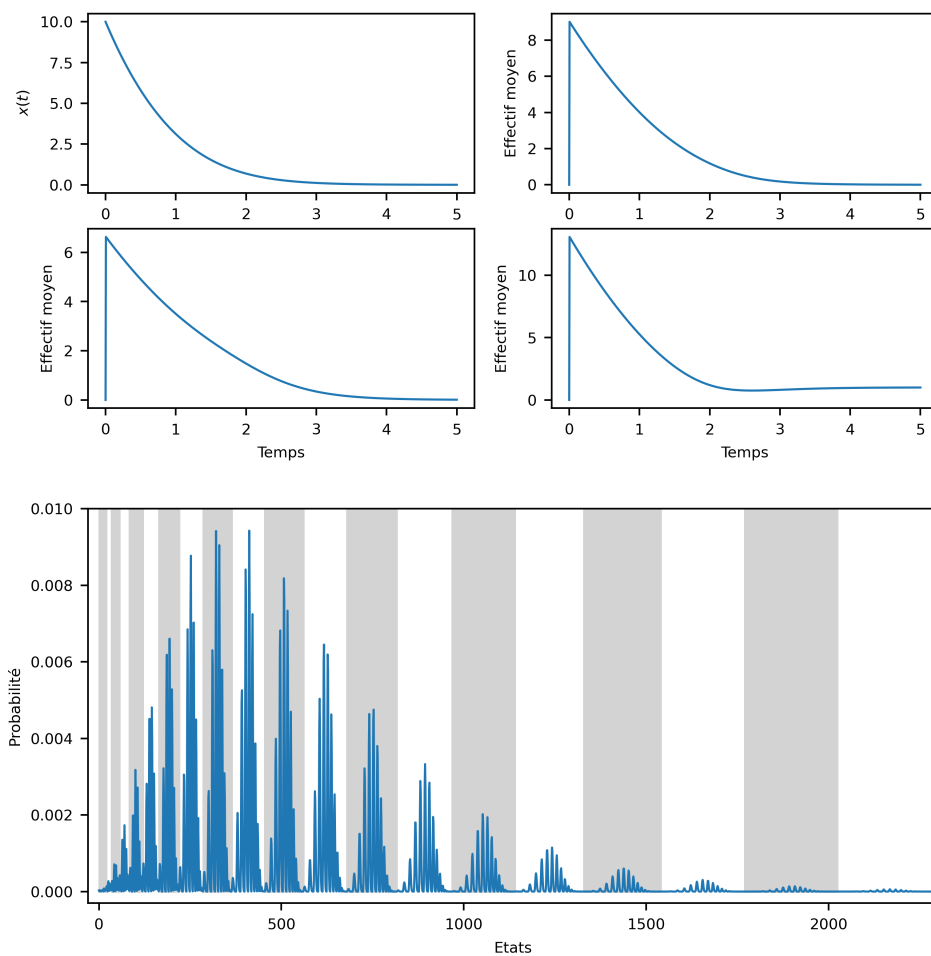 10.0
7.5
5.0
2.5
0.0
x(t)
0 1 2 3 4 5
8
6
4
2
0
Effectif moyen
0 1 2 3 4 5
6
4
2
0
Effectif moyen
0 1 2 3 4 5
Temps
10
5
0
Effectif moyen
0 1 2 3 4 5
Temps
0.010
0.008
0.006
0.004
0.002
0.000
Probabilité
0 500 1000 1500 2000
Etats